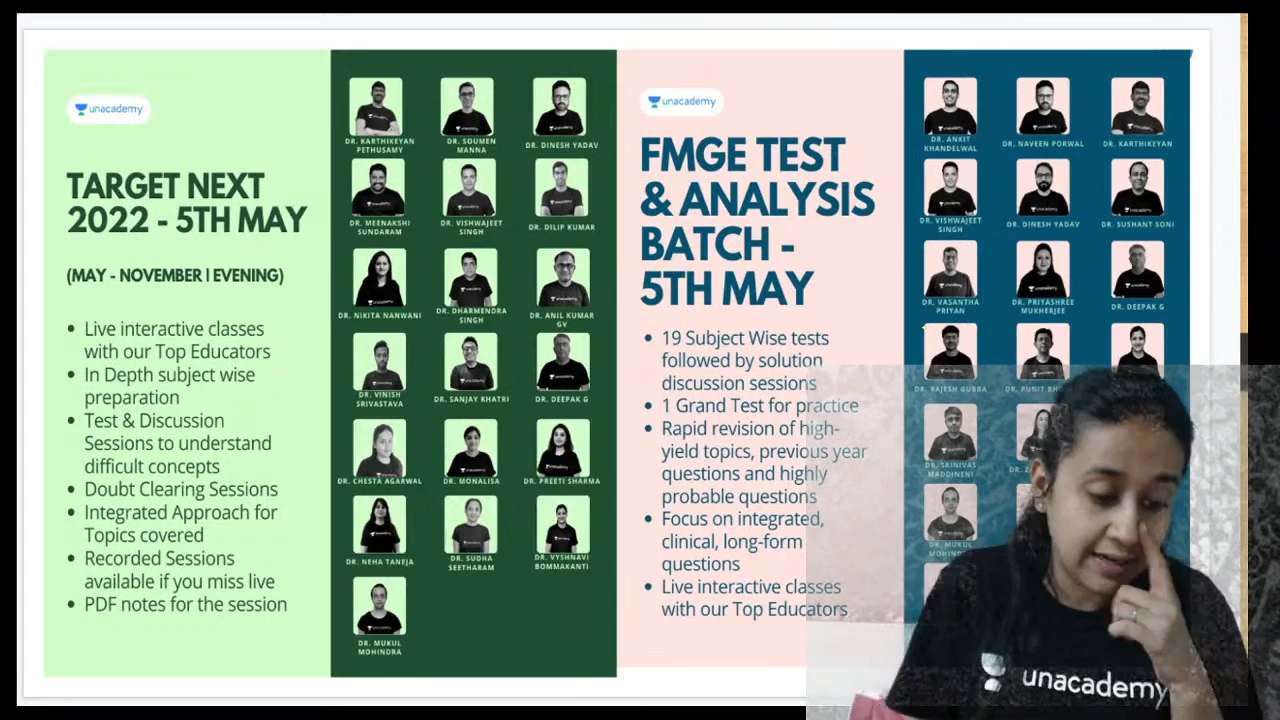 unacademy
TARGET NEXT
2022 - 5TH MAY
(MAY - NOVEMBER | EVENING)
• Live interactive classes
with our Top Educators
• In Depth subject wise
preparation
• Test & Discussion
Sessions to understand
difficult concepts
• Doubt Clearing Sessions
• Integrated Approach for
Topics covered
• Recorded Sessions
available if you miss live
• PDF notes for the session
DR. KARTHIKEYAN
PETHUSAMY
DR. SOUMEN
MANNA
DR. DINESH YADAV
DR. MEENAKSHI
SUNDARAM
DR. VISHWAJEET
SINGH
DR. DILIP KUMAR
DR. NIKITA NANWANI
DR. DHARMENDRA
SINGH
DR. ANIL KUMAR
GV
DR. VINISH
SRIVASTAVA
DR. SANJAY KHATRI
DR. DEEPAK G
DR. CHESTA AGARWAL
DR. MONALISA
DR. PREETI SHARMA
DR. NEHA TANEJA
DR. SUDHA
SEETHARAM
DR. VYSHNAVI
BOMMAKANTI
DR. MUKUL
MOHINDRA
unacademy
FMGE TEST
& ANALYSIS
BATCH -
5TH MAY
• 19 Subject Wise tests
followed by solution
discussion sessions
• 1 Grand Test for practice
• Rapid revision of high-
yield topics, previous year
questions and highly
probable questions
• Focus on integrated,
clinical, long-form
questions
• Live interactive classes
with our Top Educators
DR. ANKIT
KHANDELWAL
DR. NAVEEN PORWAL
DR. KARTHIKEYAN
DR. VISHWAJEET
SINGH
DR. DINESH YADAV
DR. SUSHANT SONI
DR. VASANTHA
PRIYAN
DR. PRIYASHREE
MUKHERJEE
DR. DEEPAK G
DR. RAJESH GUBBA
DR. PUNIT
DR. SRINIVAS
MADDINENI
DR.
DR. MUKUL
unacademy